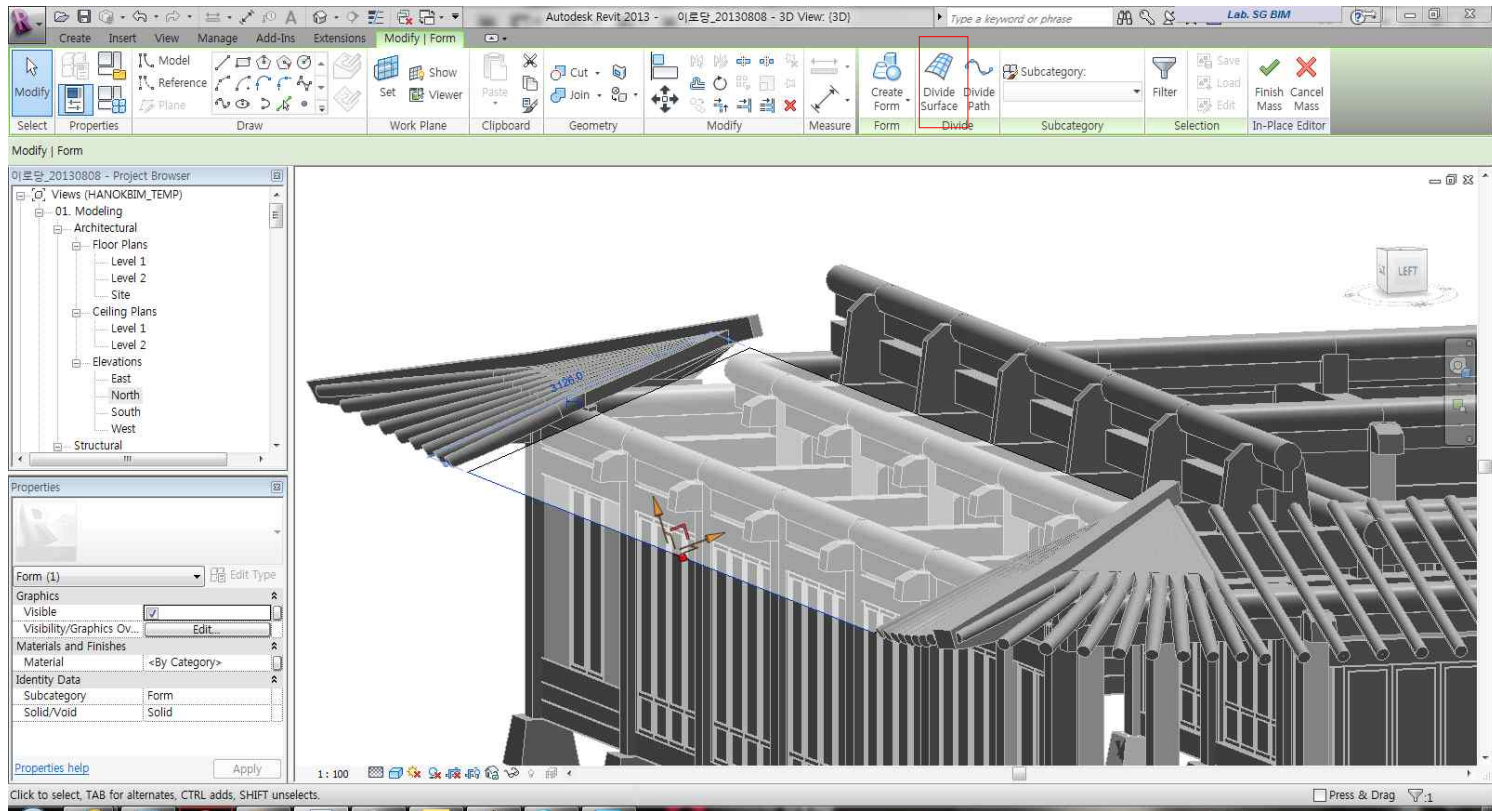 Autodesk Revit 2013 - 이로당_20130808 - 3D View: {3D}
Type a keyword or phrase
Lab. SG BIM
Create Insert View Manage Add-Ins Extensions Modify | Form
Modify
Model
Reference
Plane
Set
Show
Viewer
Paste
Cut
Join
Create Form
Divide Surface
Divide Path
Subcategory:
Filter
Save
Load
Edit
Finish Mass
Cancel Mass
Select Properties Draw Work Plane Clipboard Geometry Modify Measure Form Divide Subcategory Selection In-Place Editor
Modify | Form
이로당_20130808 - Project Browser
Views (HANOKBIM_TEMP)
01. Modeling
Architectural
Floor Plans
Level 1
Level 2
Site
Ceiling Plans
Level 1
Level 2
Elevations
East
North
South
West
Structural
Properties
Form (1)
Edit Type
Graphics
Visible
Visibility/Graphics Ov... Edit...
Materials and Finishes
Material <By Category>
Identity Data
Subcategory Form
Solid/Void Solid
Properties help
Apply
3126.0
LEFT
1 : 100
Click to select, TAB for alternates, CTRL adds, SHIFT unselects.
Press & Drag
:1